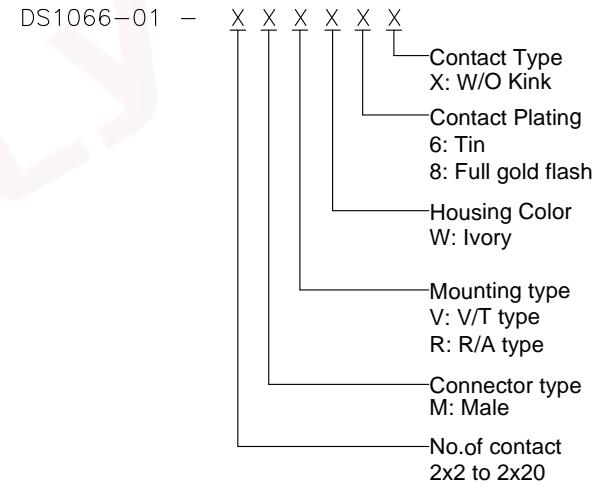 DS1066-01 - X X X X X X
Contact Type
X: W/O Kink
Contact Plating
6: Tin
8: Full gold flash
Housing Color
W: Ivory
Mounting type
V: V/T type
R: R/A type
Connector type
M: Male
No.of contact
2x2 to 2x20